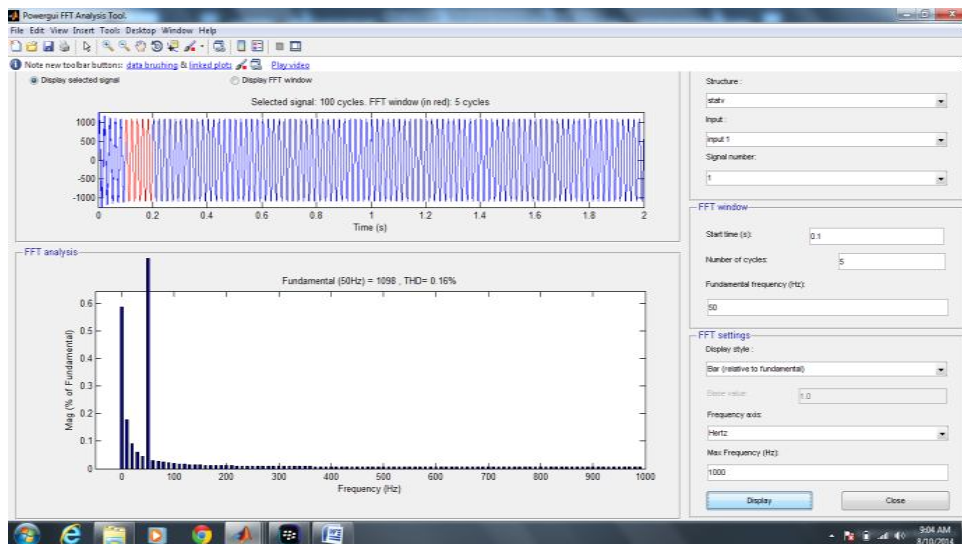 Powergui FFT Analysis Tool.
File Edit View Insert Tools Desktop Window Help
Note new toolbar buttons: data brushing & linked plots Play video
Display selected signal
Display FFT window
Selected signal: 100 cycles. FFT window (in red): 5 cycles
1000
500
0
-500
-1000
0 0.2 0.4 0.6 0.8 1 1.2 1.4 1.6 1.8 2
Time (s)
FFT analysis
Fundamental (50Hz) = 1098 , THD= 0.16%
0.6
0.5
0.4
0.3
0.2
0.1
0
Mag (% of Fundamental)
0 100 200 300 400 500 600 700 800 900 1000
Frequency (Hz)
Structure :
statv
Input :
input 1
Signal number:
1
FFT window
Start time (s): 0.1
Number of cycles: 5
Fundamental frequency (Hz):
50
FFT settings
Display style :
Bar (relative to fundamental)
Base value: 1.0
Frequency axis:
Hertz
Max Frequency (Hz):
1000
Display Close
9:04 AM
8/10/2014